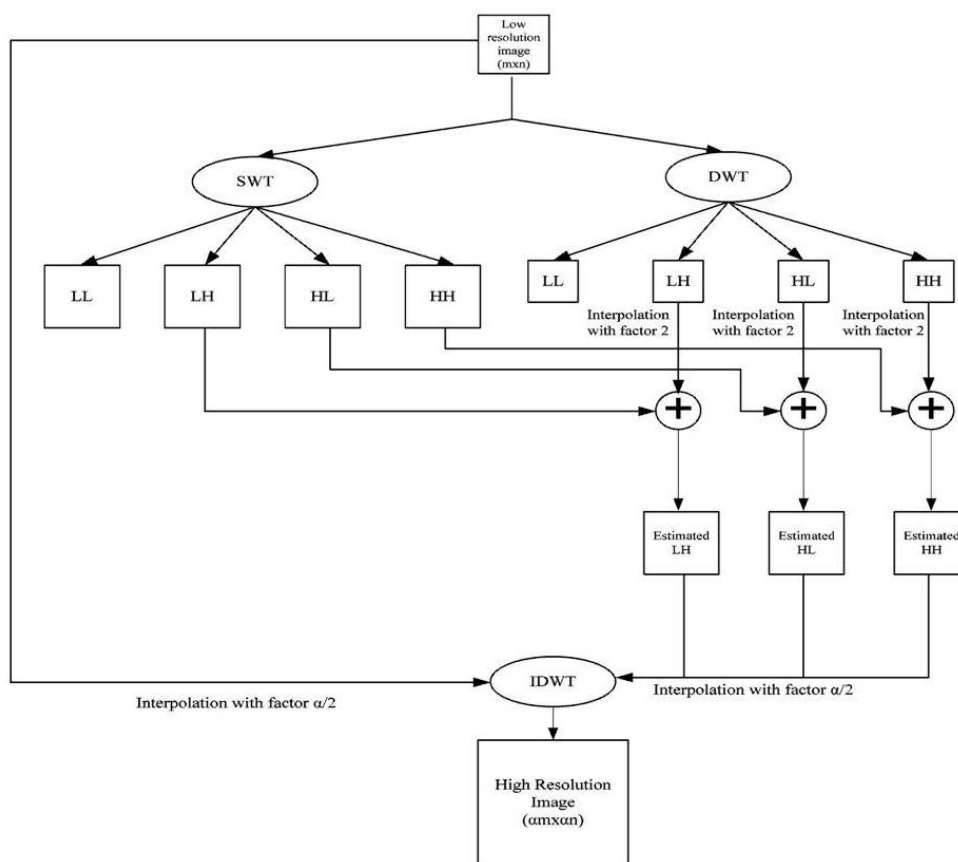 Low
resolution
image
(mxn)
SWT
DWT
LL
LH
HL
HH
LL
LH
HL
HH
Interpolation
with factor 2
Interpolation
with factor 2
Interpolation
with factor 2
+
+
+
Estimated
LH
Estimated
HL
Estimated
HH
IDWT
Interpolation with factor α/2
Interpolation with factor α/2
High Resolution
Image
(αmxαn)